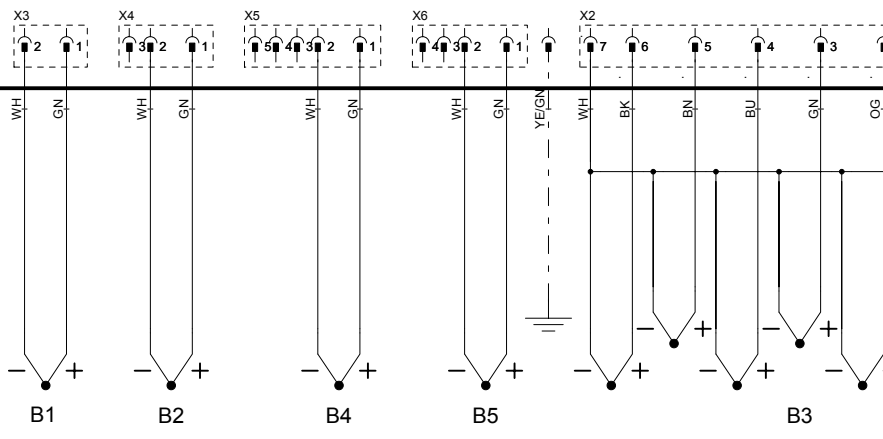 X3 X4 X5 X6 X2
2 1 3 2 1 5 4 3 2 1 4 3 2 1 7 6 5 4 3
WH GN WH GN WH GN WH GN YE/GN WH BK BN BU GN OG
− + − +
− + − + − + − + − + − + −
B1 B2 B4 B5 B3